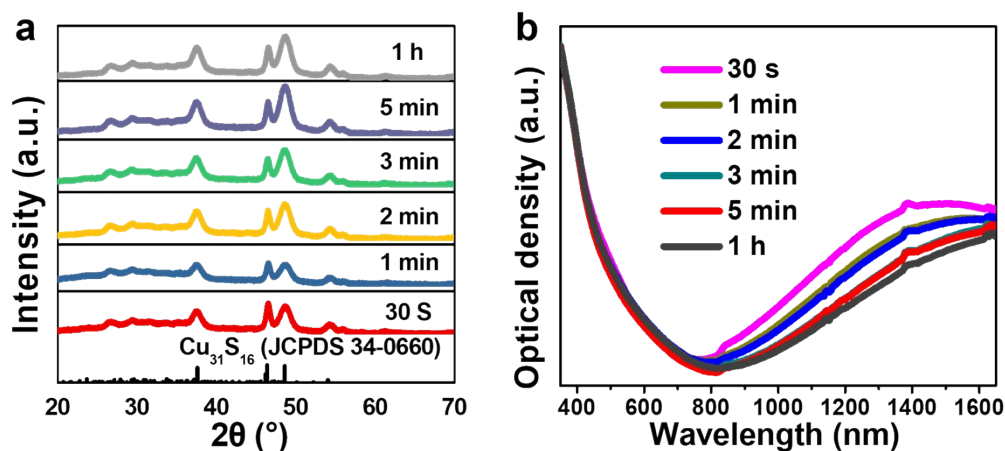 a
Intensity (a.u.)
1 h
5 min
3 min
2 min
1 min
30 S
Cu31S16 (JCPDS 34-0660)
20 30 40 50 60 70
2θ (°)
b
Optical density (a.u.)
30 s
1 min
2 min
3 min
5 min
1 h
400 600 800 1000 1200 1400 1600
Wavelength (nm)